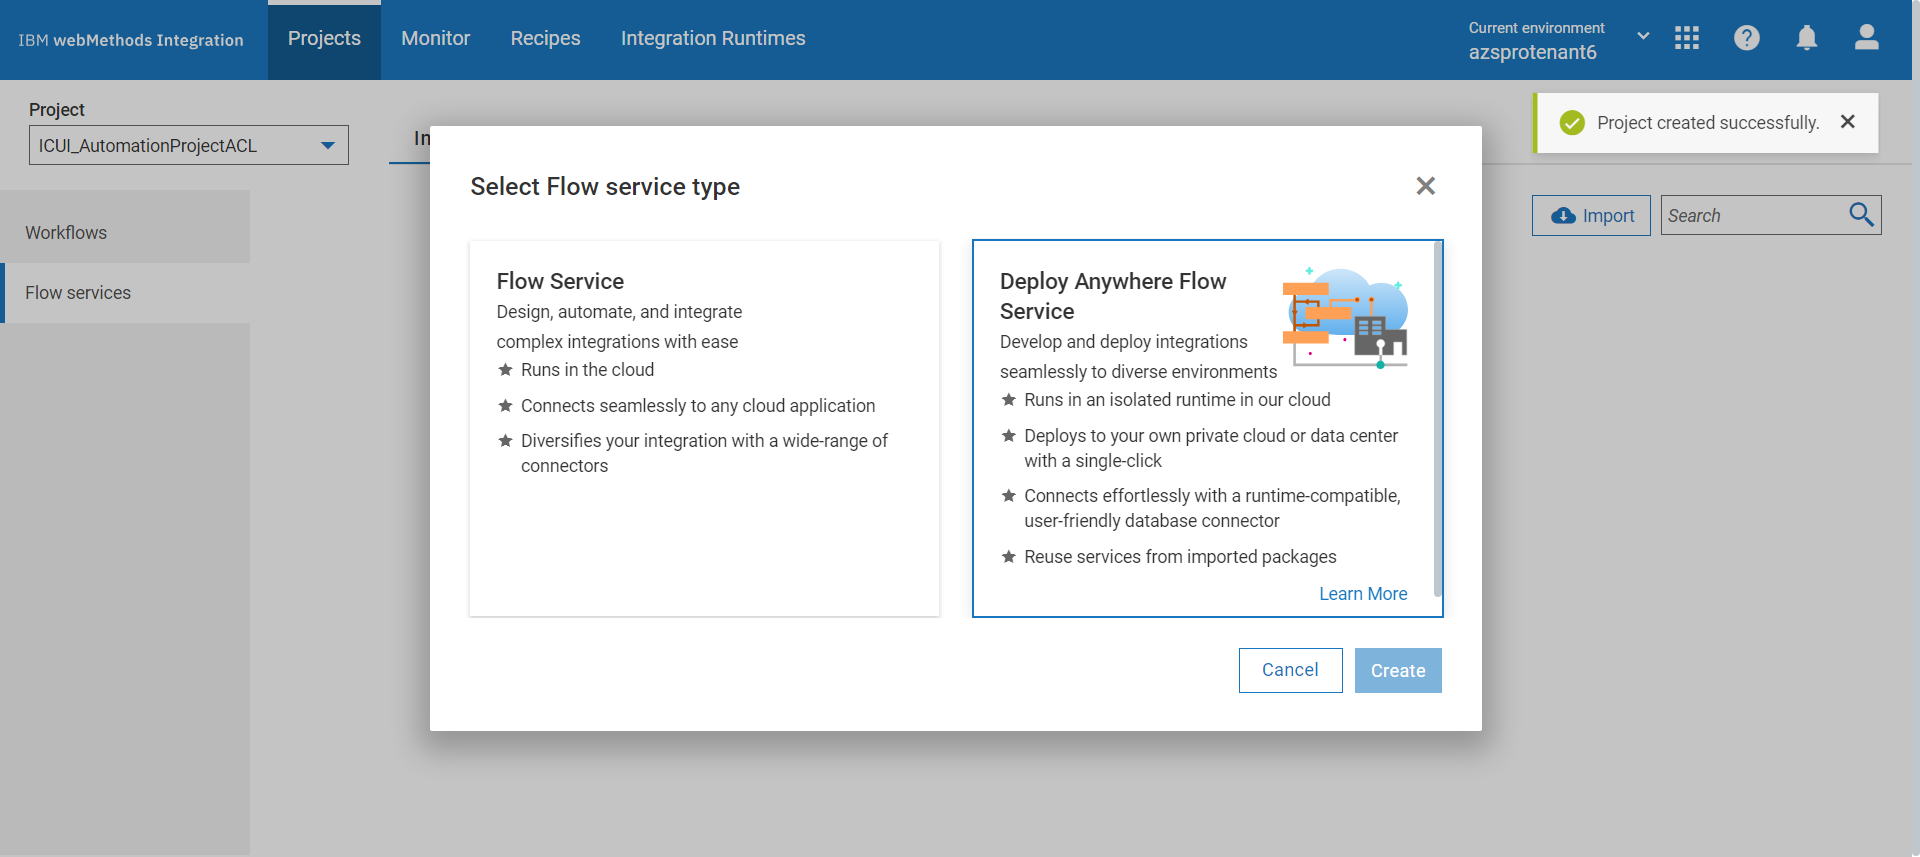 IBM webMethods Integration
Projects
Monitor
Recipes
Integration Runtimes
Current environment
azsprotenant6
Project
ICUI_AutomationProjectACL
In
Project created successfully.
Workflows
Flow services
Import
Search
Select Flow service type
Flow Service
Design, automate, and integrate
complex integrations with ease
Runs in the cloud
Connects seamlessly to any cloud application
Diversifies your integration with a wide-range of
connectors
Deploy Anywhere Flow
Service
Develop and deploy integrations
seamlessly to diverse environments
Runs in an isolated runtime in our cloud
Deploys to your own private cloud or data center
with a single-click
Connects effortlessly with a runtime-compatible,
user-friendly database connector
Reuse services from imported packages
Learn More
Cancel
Create